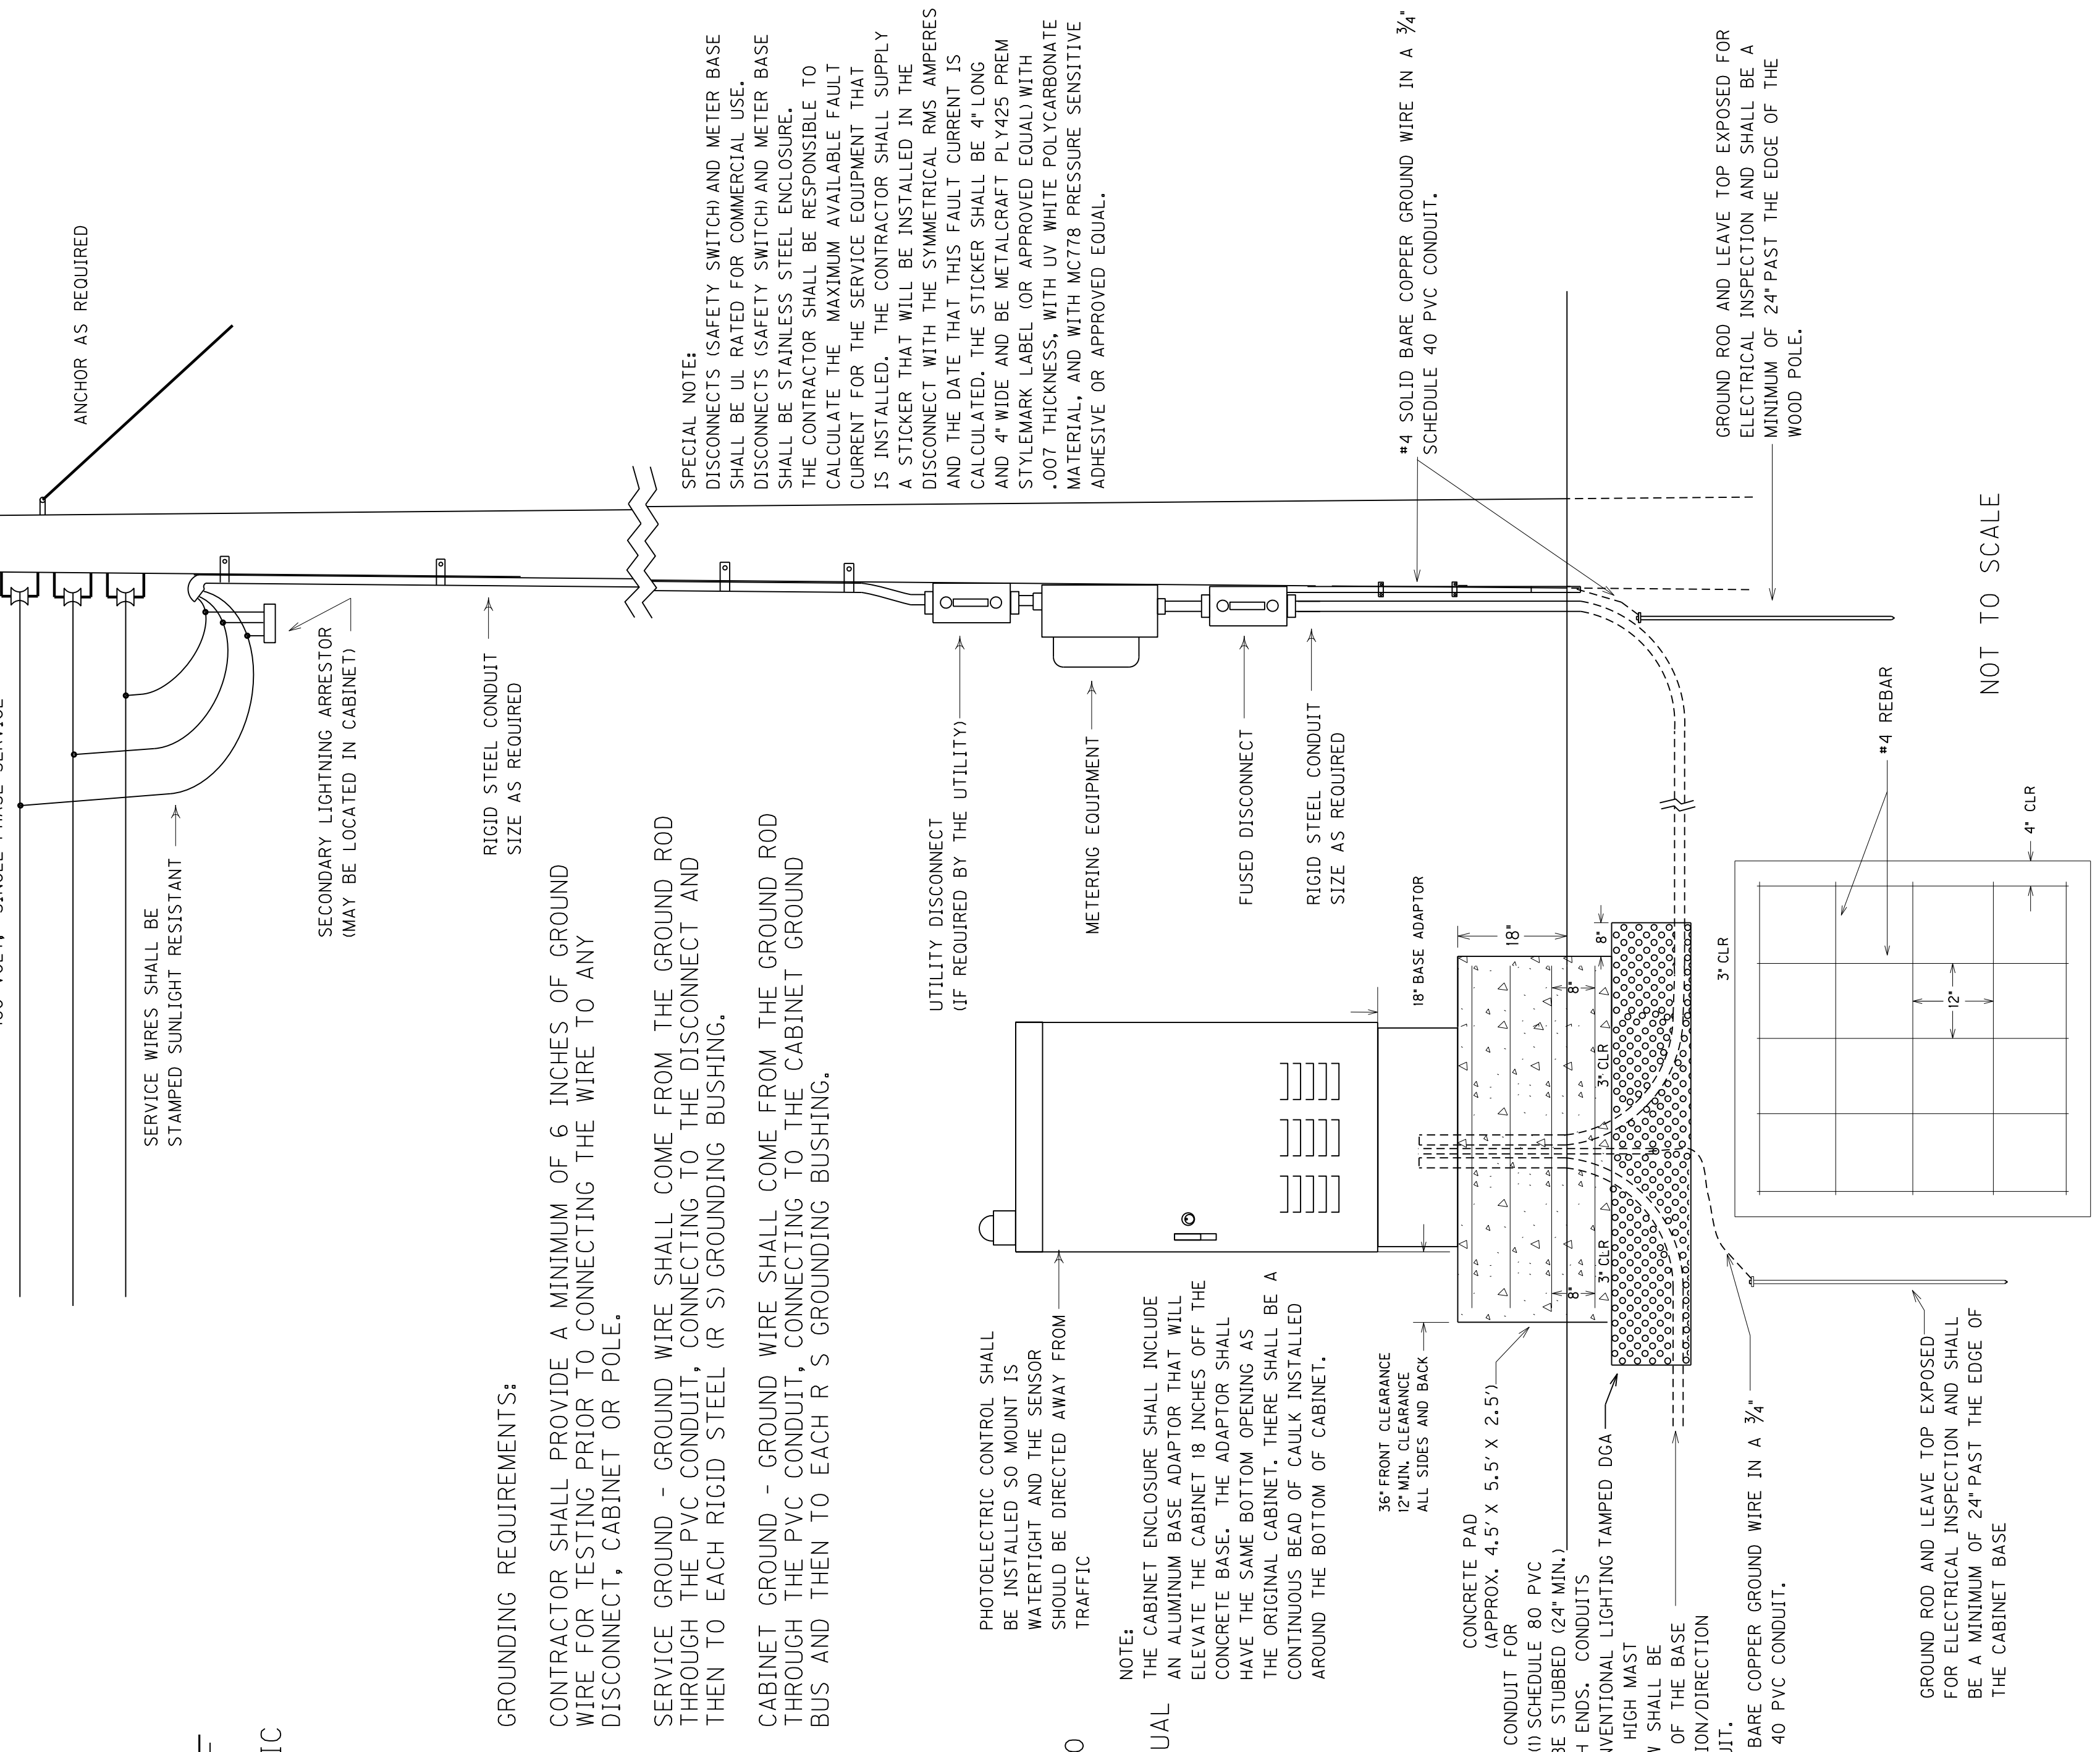 480 VOLT, SINGLE PHASE SERVICE
ANCHOR AS REQUIRED
SERVICE WIRES SHALL BE
STAMPED SUNLIGHT RESISTANT
SECONDARY LIGHTNING ARRESTOR
(MAY BE LOCATED IN CABINET)
RIGID STEEL CONDUIT
SIZE AS REQUIRED
IC
GROUNDING REQUIREMENTS:
CONTRACTOR SHALL PROVIDE A MINIMUM OF 6 INCHES OF GROUND
WIRE FOR TESTING PRIOR TO CONNECTING THE WIRE TO ANY
DISCONNECT, CABINET OR POLE.
SERVICE GROUND - GROUND WIRE SHALL COME FROM THE GROUND ROD
THROUGH THE PVC CONDUIT, CONNECTING TO THE DISCONNECT AND
THEN TO EACH RIGID STEEL (R S) GROUNDING BUSHING.
CABINET GROUND - GROUND WIRE SHALL COME FROM THE GROUND ROD
THROUGH THE PVC CONDUIT, CONNECTING TO THE CABINET GROUND
BUS AND THEN TO EACH R S GROUNDING BUSHING.
SPECIAL NOTE:
DISCONNECTS (SAFETY SWITCH) AND METER BASE
SHALL BE UL RATED FOR COMMERCIAL USE.
DISCONNECTS (SAFETY SWITCH) AND METER BASE
SHALL BE STAINLESS STEEL ENCLOSURE.
THE CONTRACTOR SHALL BE RESPONSIBLE TO
CALCULATE THE MAXIMUM AVAILABLE FAULT
CURRENT FOR THE SERVICE EQUIPMENT THAT
IS INSTALLED. THE CONTRACTOR SHALL SUPPLY
A STICKER THAT WILL BE INSTALLED IN THE
DISCONNECT WITH THE SYMMETRICAL RMS AMPERES
AND THE DATE THAT THIS FAULT CURRENT IS
CALCULATED. THE STICKER SHALL BE 4" LONG
AND 4" WIDE AND BE METALCRAFT PLY425 PREM
STYLEMARK LABEL (OR APPROVED EQUAL) WITH
.007 THICKNESS, WITH UV WHITE POLYCARBONATE
MATERIAL, AND WITH MC778 PRESSURE SENSITIVE
ADHESIVE OR APPROVED EQUAL.
UTILITY DISCONNECT
(IF REQUIRED BY THE UTILITY)
METERING EQUIPMENT
FUSED DISCONNECT
RIGID STEEL CONDUIT
SIZE AS REQUIRED
#4 SOLID BARE COPPER GROUND WIRE IN A 3/4"
SCHEDULE 40 PVC CONDUIT.
GROUND ROD AND LEAVE TOP EXPOSED FOR
ELECTRICAL INSPECTION AND SHALL BE A
MINIMUM OF 24" PAST THE EDGE OF THE
WOOD POLE.
PHOTOELECTRIC CONTROL SHALL
BE INSTALLED SO MOUNT IS
WATERTIGHT AND THE SENSOR
SHOULD BE DIRECTED AWAY FROM
TRAFFIC
O
UAL
NOTE:
THE CABINET ENCLOSURE SHALL INCLUDE
AN ALUMINUM BASE ADAPTOR THAT WILL
ELEVATE THE CABINET 18 INCHES OFF THE
CONCRETE BASE. THE ADAPTOR SHALL
HAVE THE SAME BOTTOM OPENING AS
THE ORIGINAL CABINET. THERE SHALL BE A
CONTINUOUS BEAD OF CAULK INSTALLED
AROUND THE BOTTOM OF CABINET.
36" FRONT CLEARANCE
12" MIN. CLEARANCE
ALL SIDES AND BACK
18" BASE ADAPTOR
18"
8"
8"
8"
3" CLR
3" CLR
CONCRETE PAD
(APPROX. 4.5' X 5.5' X 2.5')
CONDUIT FOR
(1) SCHEDULE 80 PVC
BE STUBBED (24" MIN.)
H ENDS. CONDUITS
NVENTIONAL LIGHTING TAMPED DGA
HIGH MAST
W SHALL BE
OF THE BASE
ION/DIRECTION
UIT.
BARE COPPER GROUND WIRE IN A 3/4"
40 PVC CONDUIT.
GROUND ROD AND LEAVE TOP EXPOSED
FOR ELECTRICAL INSPECTION AND SHALL
BE A MINIMUM OF 24" PAST THE EDGE OF
THE CABINET BASE
3" CLR
12"
#4 REBAR
4" CLR
NOT TO SCALE